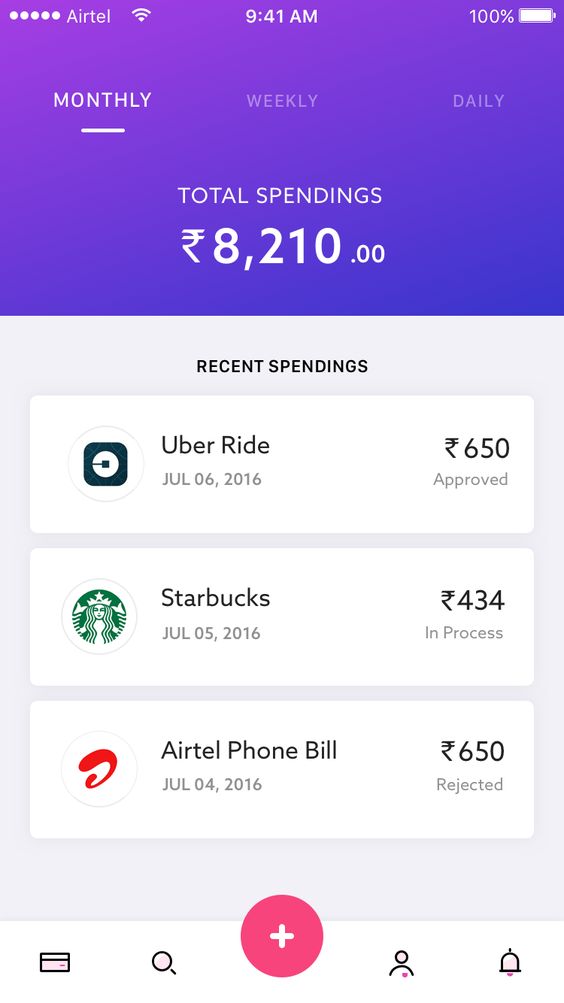 Airtel 9:41 AM 100%
MONTHLY WEEKLY DAILY
TOTAL SPENDINGS
₹8,210.00
RECENT SPENDINGS
Uber Ride ₹650
JUL 06, 2016 Approved
Starbucks ₹434
JUL 05, 2016 In Process
Airtel Phone Bill ₹650
JUL 04, 2016 Rejected